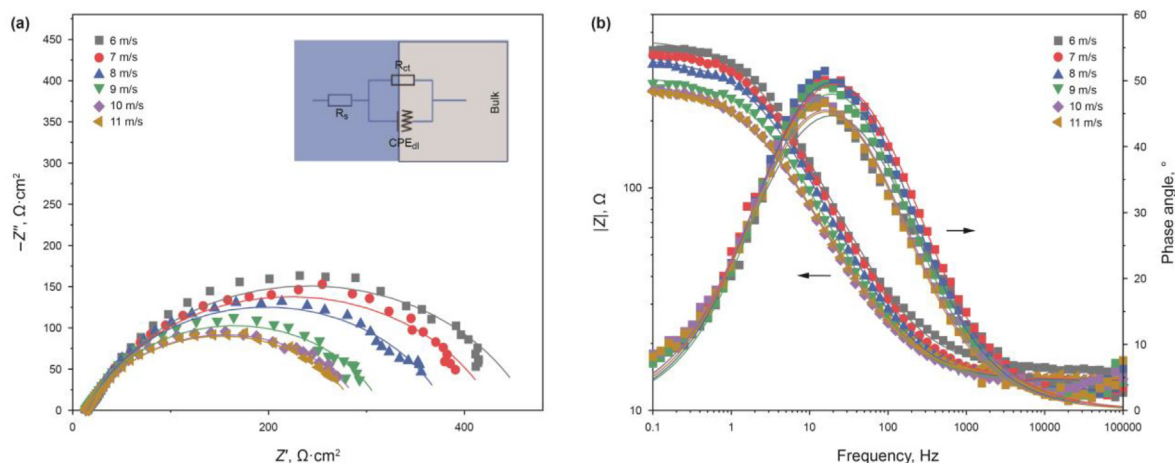 (a)
−Z″, Ω·cm²
450
400
350
300
250
200
150
100
50
0
6 m/s
7 m/s
8 m/s
9 m/s
10 m/s
11 m/s
Rs
Rct
CPEdl
Bulk
0
200
400
Z′, Ω·cm²
(b)
|Z|, Ω
100
10
6 m/s
7 m/s
8 m/s
9 m/s
10 m/s
11 m/s
60
50
40
30
20
10
0
Phase angle, °
0.1
1
10
100
1000
10000
100000
Frequency, Hz